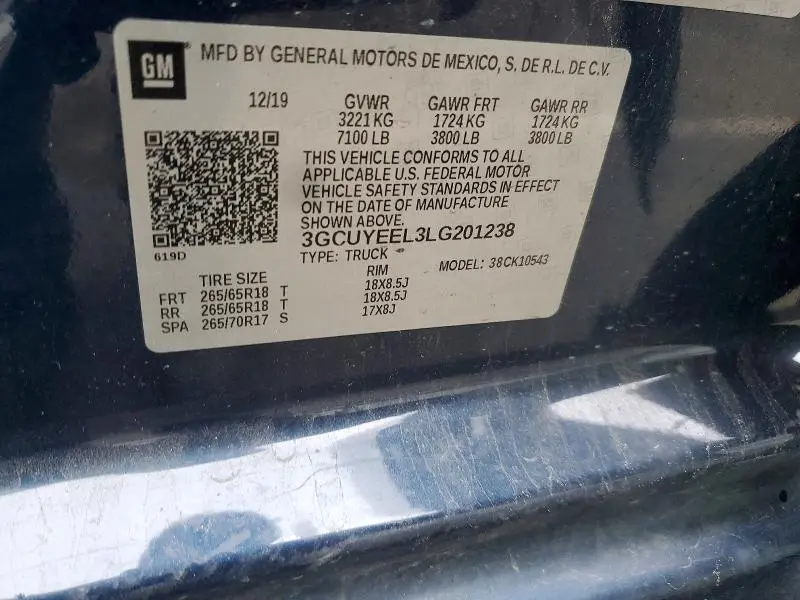 GM
MFD BY GENERAL MOTORS DE MEXICO, S. DE R.L. DE C.V.
12/19 GVWR GAWR FRT GAWR RR
3221 KG 1724 KG 1724 KG
7100 LB 3800 LB 3800 LB
THIS VEHICLE CONFORMS TO ALL
APPLICABLE U.S. FEDERAL MOTOR
VEHICLE SAFETY STANDARDS IN EFFECT
ON THE DATE OF MANUFACTURE
SHOWN ABOVE.
3GCUYEEL3LG201238
619D
TYPE: TRUCK MODEL: 38CK10543
TIRE SIZE RIM
FRT 265/65R18 T 18X8.5J
RR 265/65R18 T 18X8.5J
SPA 265/70R17 S 17X8J